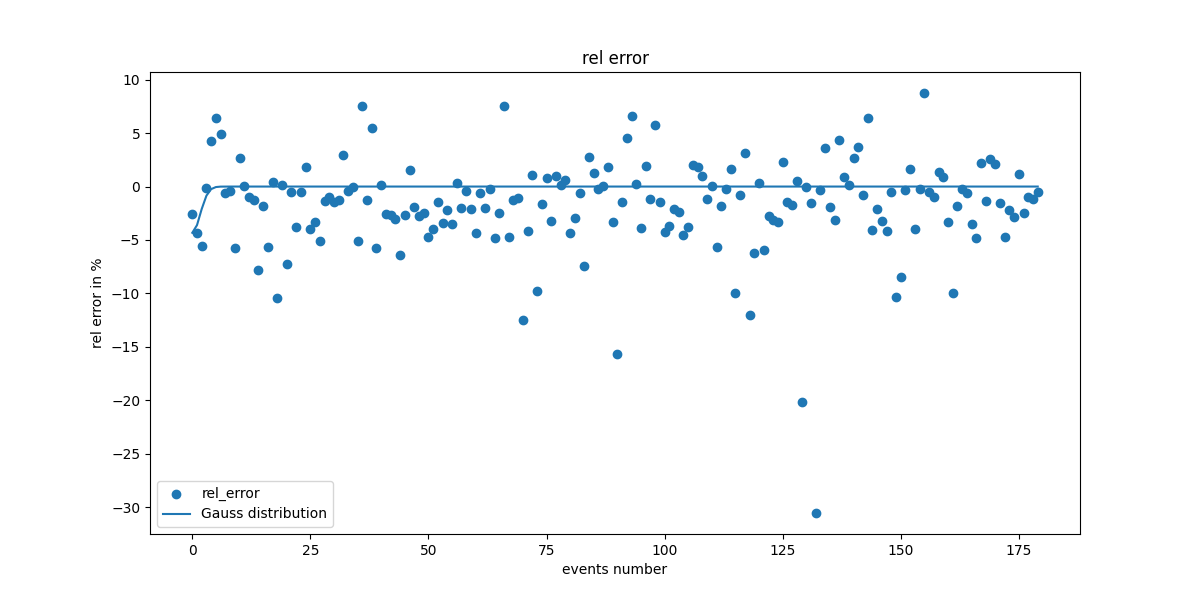 rel error
10
5
0
−5
−10
−15
−20
−25
−30
rel error in %
rel_error
Gauss distribution
0 25 50 75 100 125 150 175
events number